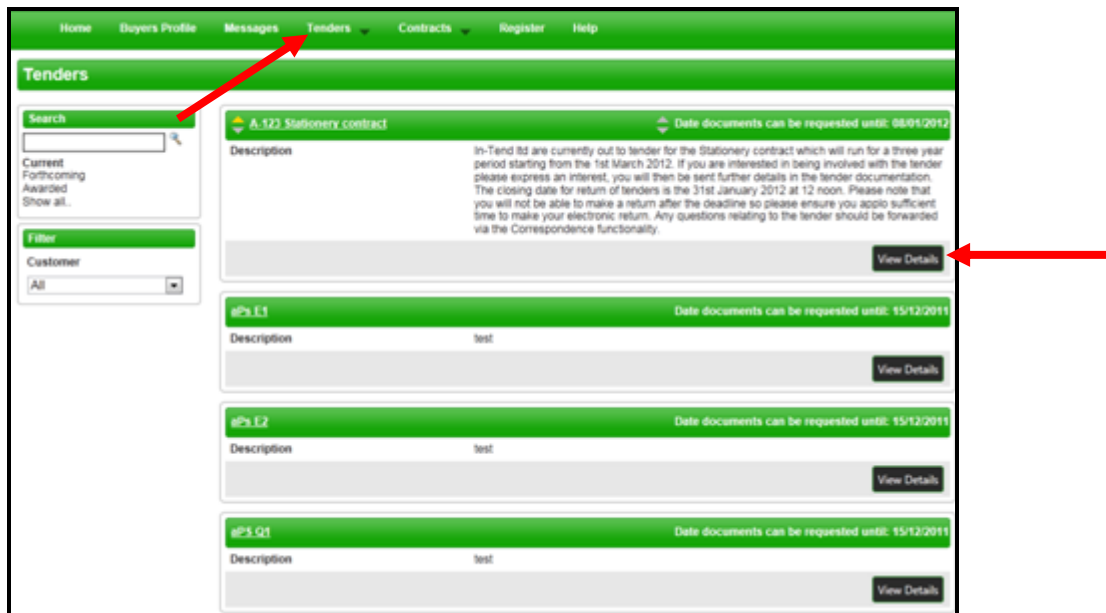 Home Buyers Profile Messages Tenders Contracts Register Help
Tenders
Search
Current
Forthcoming
Awarded
Show all..
Filter
Customer
All
A-123 Stationery contract Date documents can be requested until: 08/01/2012
Description In-Tend ltd are currently out to tender for the Stationery contract which will run for a three year
period starting from the 1st March 2012. If you are interested in being involved with the tender
please express an interest, you will then be sent further details in the tender documentation.
The closing date for return of tenders is the 31st January 2012 at 12 noon. Please note that
you will not be able to make a return after the deadline so please ensure you applo sufficient
time to make your electronic return. Any questions relating to the tender should be forwarded
via the Correspondence functionality.
View Details
ePs E1 Date documents can be requested until: 15/12/2011
Description test
View Details
ePs E2 Date documents can be requested until: 15/12/2011
Description test
View Details
ePS Q1 Date documents can be requested until: 15/12/2011
Description test
View Details